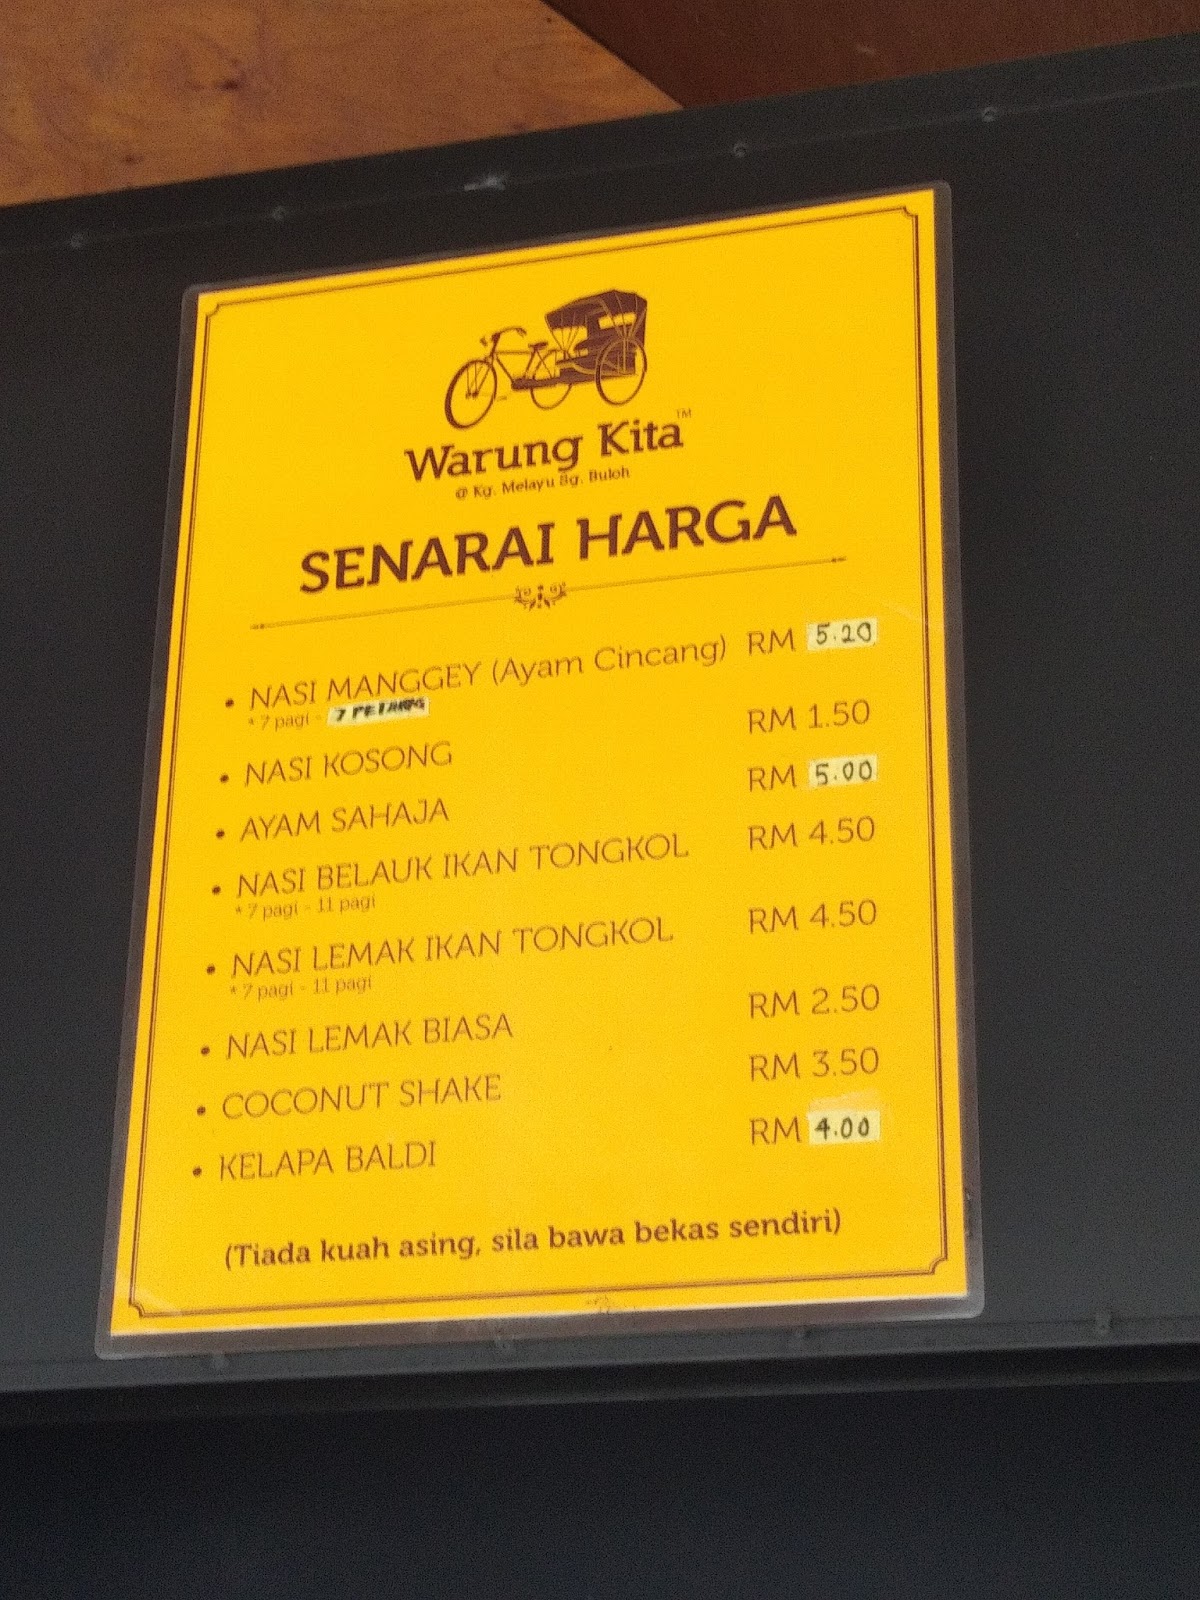 Warung Kita™
@ Kg. Melayu Sg. Buloh
SENARAI HARGA
• NASI MANGGEY (Ayam Cincang) RM 5.20
* 7 pagi - 7 PETANG
• NASI KOSONG RM 1.50
• AYAM SAHAJA RM 5.00
• NASI BELAUK IKAN TONGKOL RM 4.50
* 7 pagi - 11 pagi
• NASI LEMAK IKAN TONGKOL RM 4.50
* 7 pagi - 11 pagi
• NASI LEMAK BIASA RM 2.50
• COCONUT SHAKE RM 3.50
• KELAPA BALDI RM 4.00
(Tiada kuah asing, sila bawa bekas sendiri)